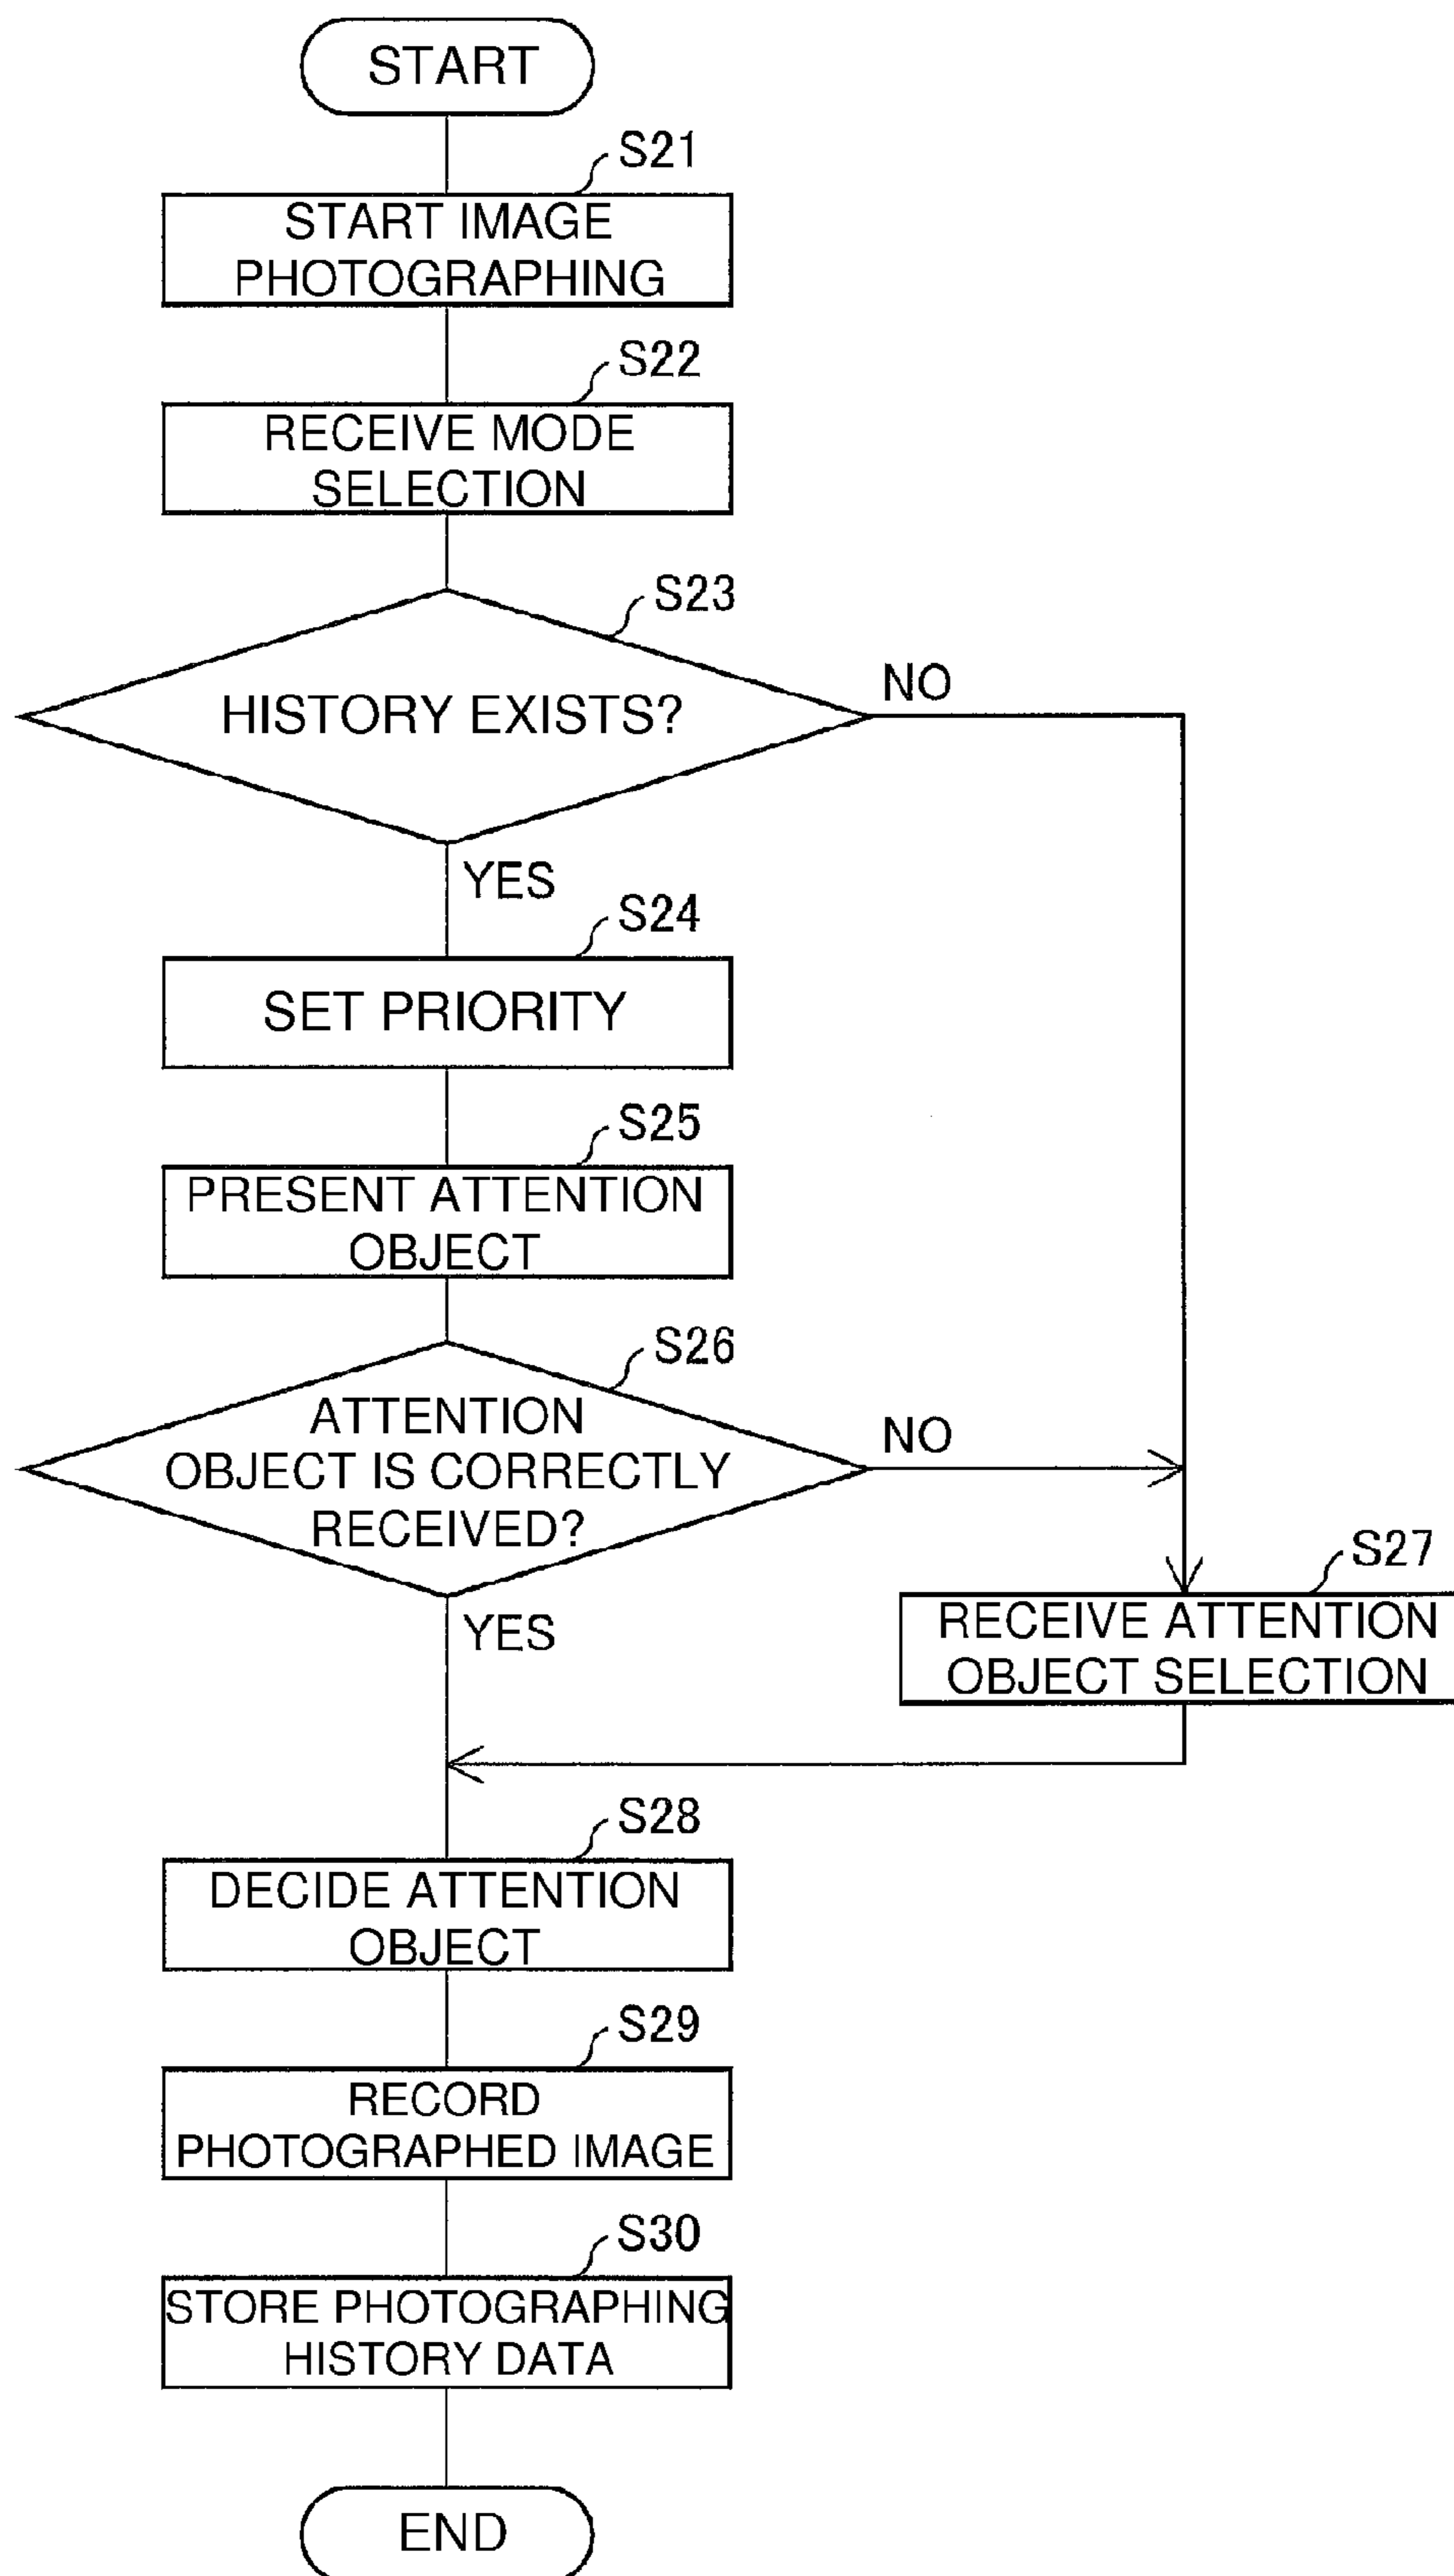 START
S21
START IMAGE
PHOTOGRAPHING
S22
RECEIVE MODE
SELECTION
S23
HISTORY EXISTS?
NO
YES
S24
SET PRIORITY
S25
PRESENT ATTENTION
OBJECT
S26
ATTENTION
OBJECT IS CORRECTLY
RECEIVED?
NO
YES
S27
RECEIVE ATTENTION
OBJECT SELECTION
S28
DECIDE ATTENTION
OBJECT
S29
RECORD
PHOTOGRAPHED IMAGE
S30
STORE PHOTOGRAPHING
HISTORY DATA
END